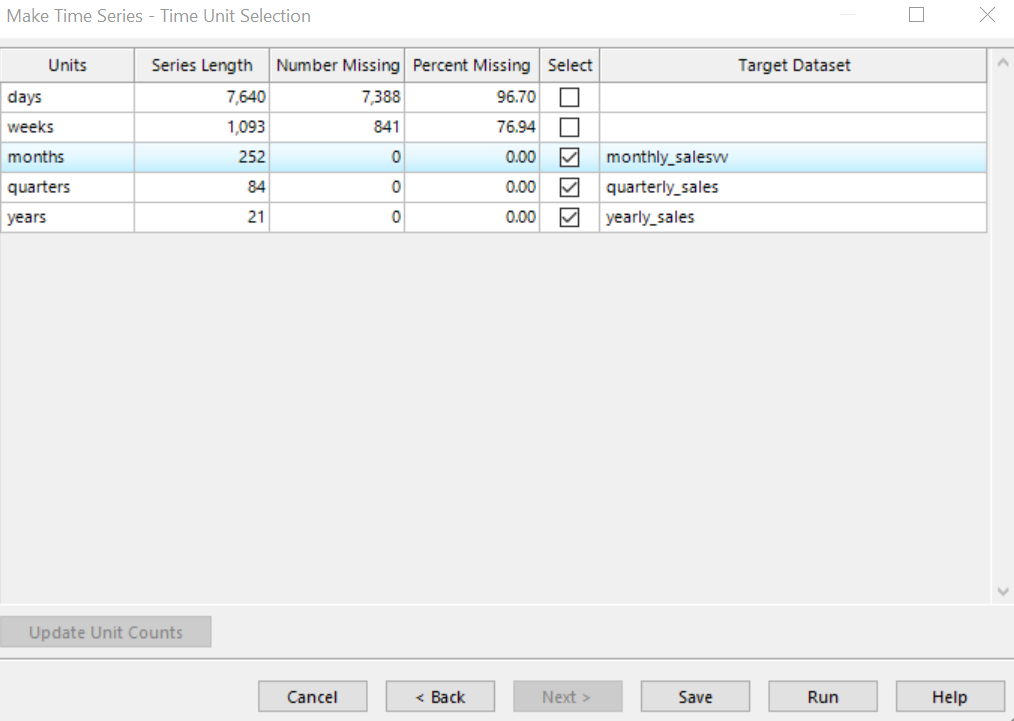 Make Time Series - Time Unit Selection
Units Series Length Number Missing Percent Missing Select Target Dataset
days 7,640 7,388 96.70
weeks 1,093 841 76.94
months 252 0 0.00 monthly_salesvv
quarters 84 0 0.00 quarterly_sales
years 21 0 0.00 yearly_sales
Update Unit Counts
Cancel < Back Next > Save Run Help